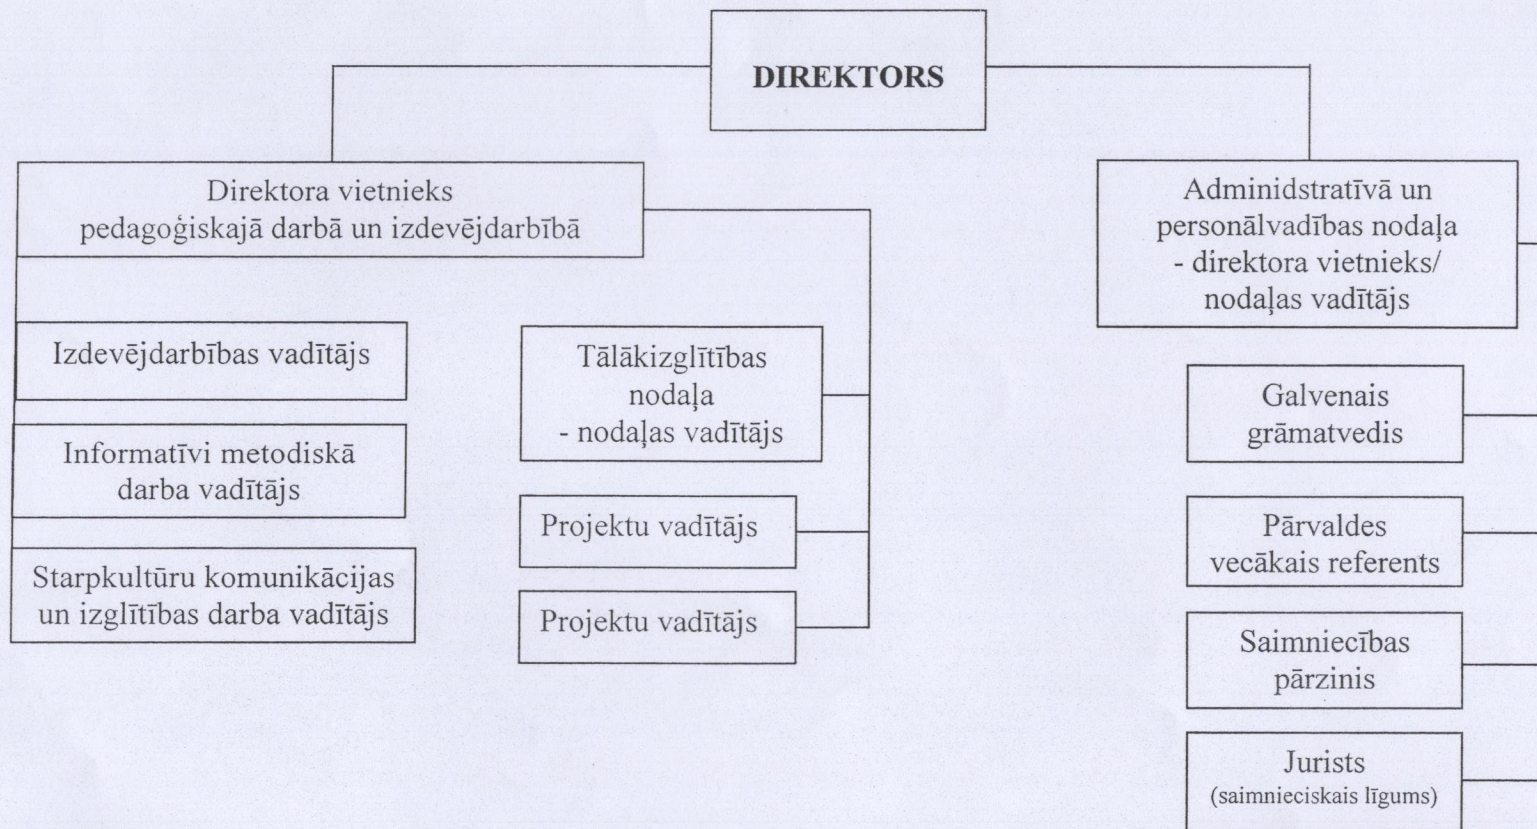 DIREKTORS
Direktora vietnieks
pedagoģiskajā darbā un izdevējdarbībā
Izdevējdarbības vadītājs
Informatīvi metodiskā
darba vadītājs
Starpkultūru komunikācijas
un izglītības darba vadītājs
Tālākizglītības
nodaļa
- nodaļas vadītājs
Projektu vadītājs
Projektu vadītājs
Adminidstratīvā un
personālvadības nodaļa
- direktora vietnieks/
nodaļas vadītājs
Galvenais
grāmatvedis
Pārvaldes
vecākais referents
Saimniecības
pārzinis
Jurists
(saimnieciskais līgums)